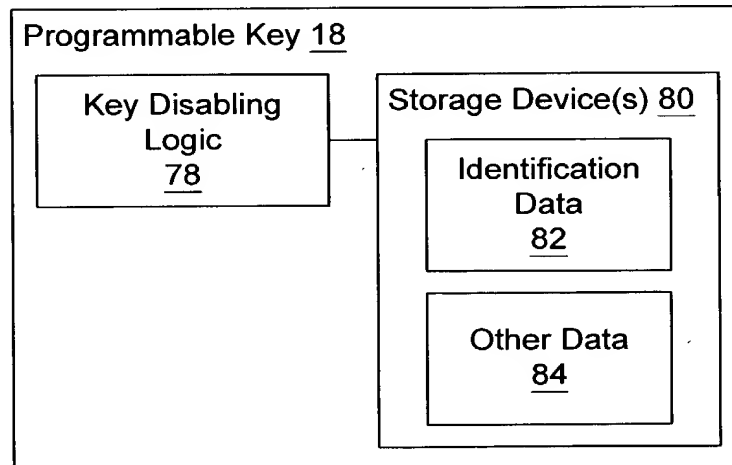 Programmable Key 18
Key Disabling
Logic
78
Storage Device(s) 80
Identification
Data
82
Other Data
84